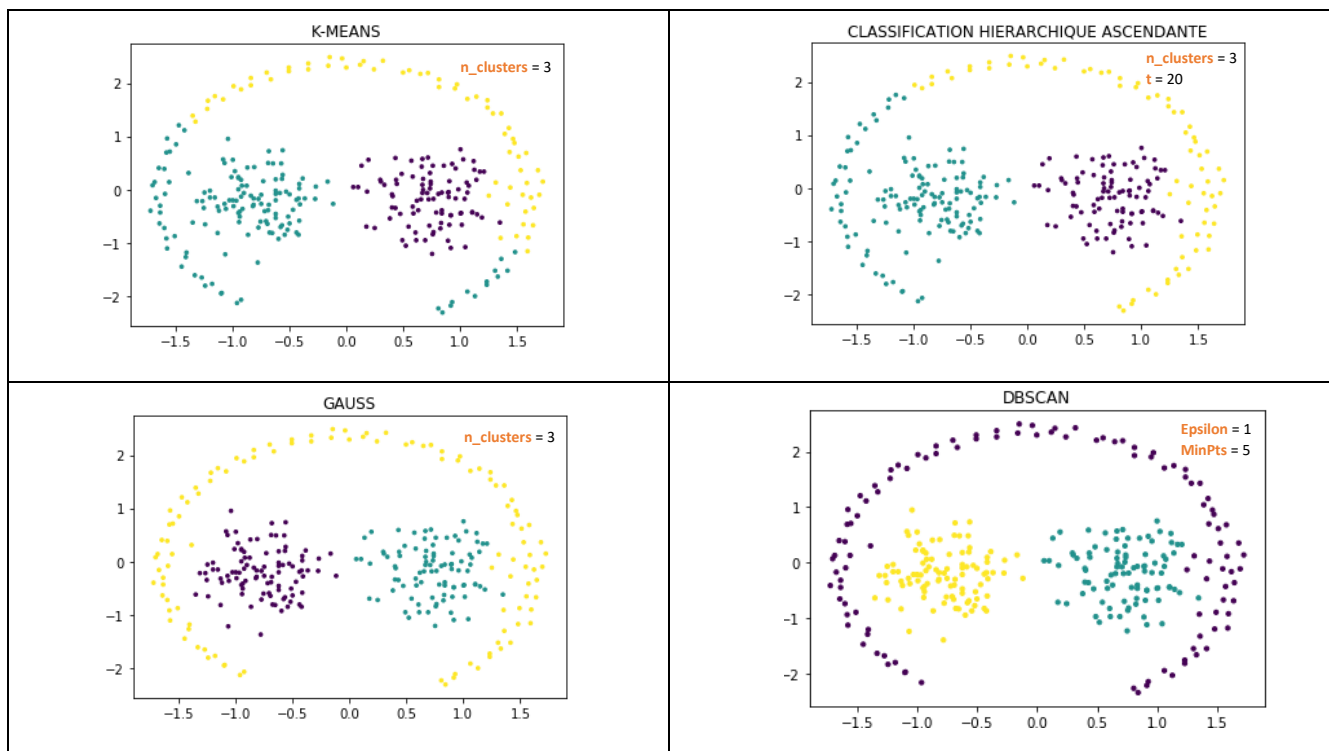 K-MEANS
n_clusters = 3
2
1
0
−1
−2
−1.5 −1.0 −0.5 0.0 0.5 1.0 1.5
CLASSIFICATION HIERARCHIQUE ASCENDANTE
n_clusters = 3
t = 20
2
1
0
−1
−2
−1.5 −1.0 −0.5 0.0 0.5 1.0 1.5
GAUSS
n_clusters = 3
2
1
0
−1
−2
−1.5 −1.0 −0.5 0.0 0.5 1.0 1.5
DBSCAN
Epsilon = 1
MinPts = 5
2
1
0
−1
−2
−1.5 −1.0 −0.5 0.0 0.5 1.0 1.5